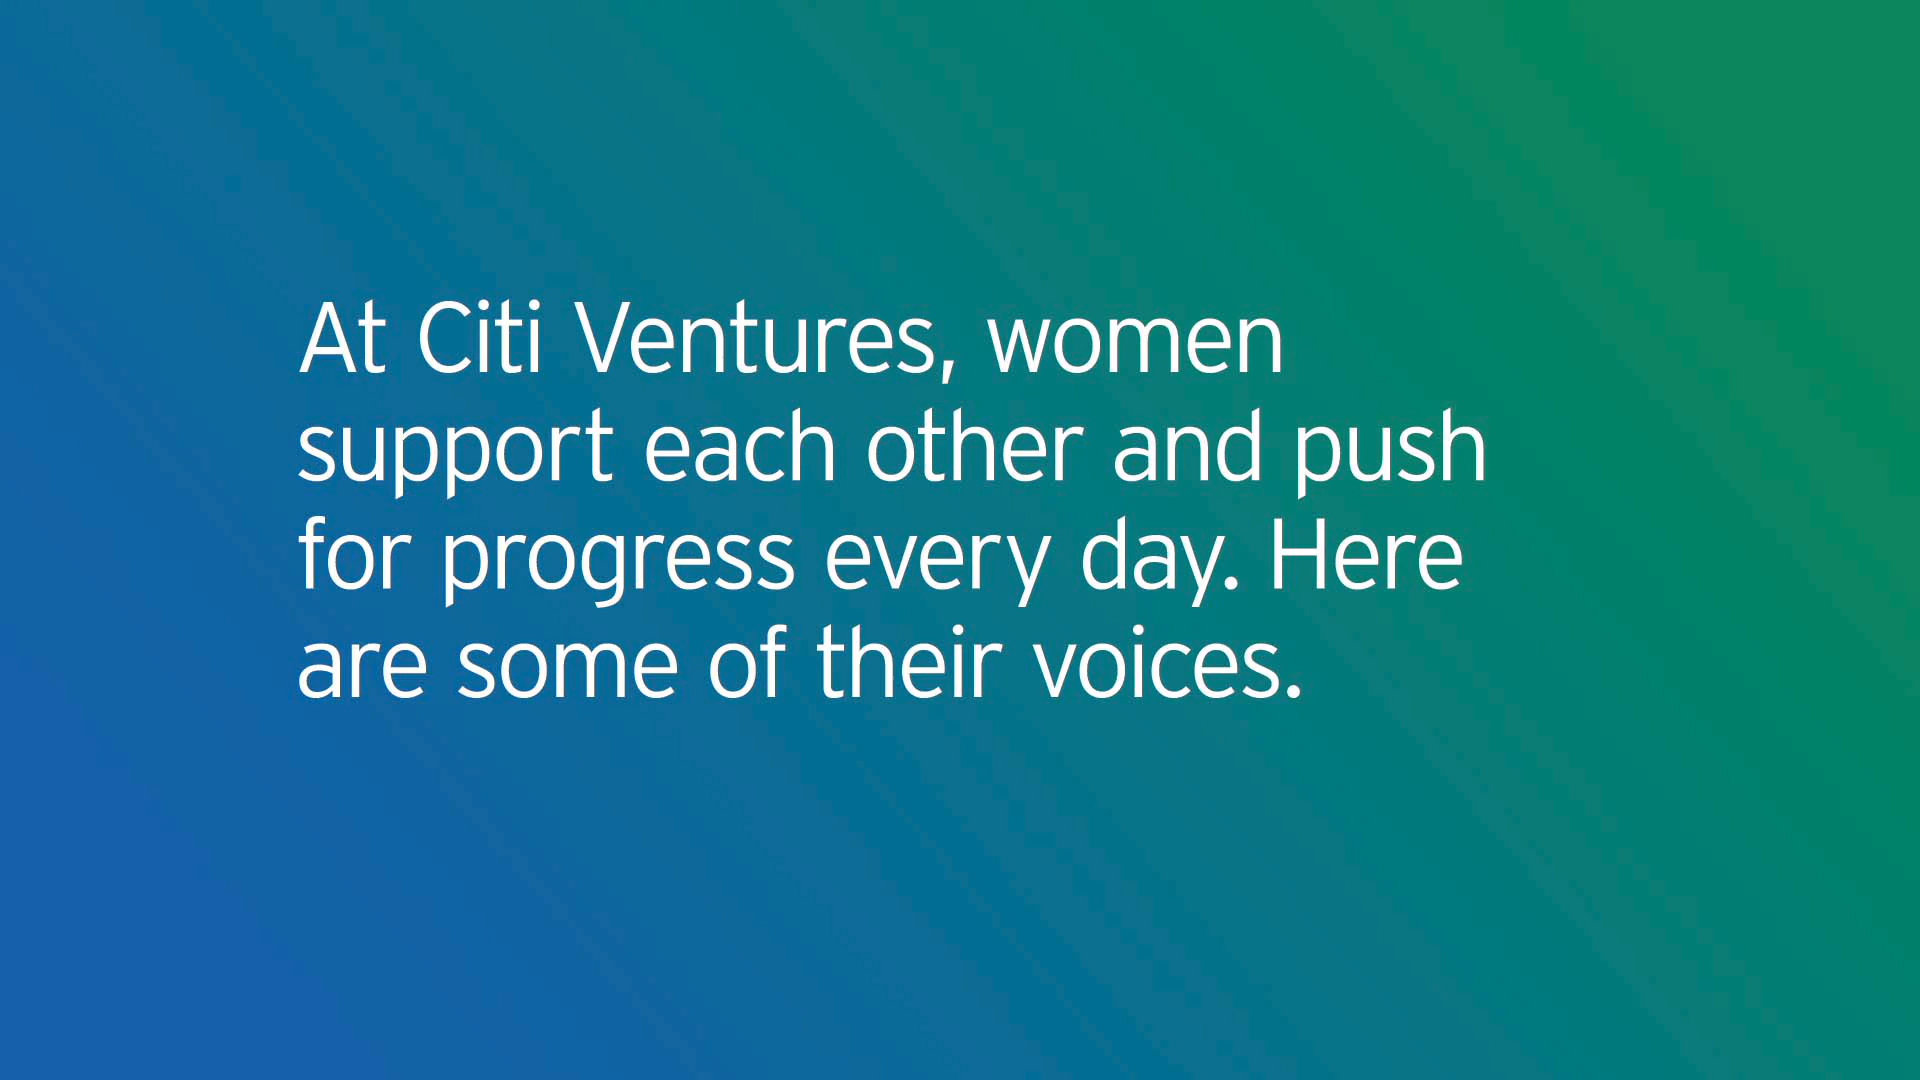 At Citi Ventures, women
support each other and push
for progress every day. Here
are some of their voices.